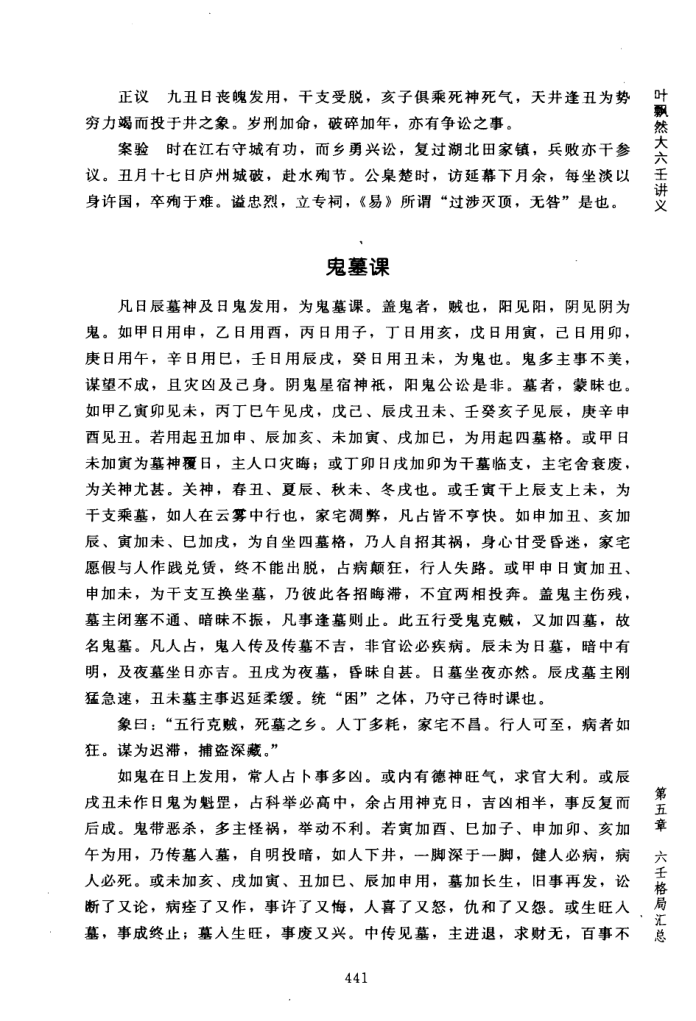 正议　九丑日丧魄发用，干支受脱，亥子俱乘死神死气，天井逢丑为势
穷力竭而投于井之象。岁刑加命，破碎加年，亦有争讼之事。
案验　时在江右守城有功，而乡勇兴讼，复过湖北田家镇，兵败亦干参
议。丑月十七日庐州城破，赴水殉节。公臬楚时，访延幕下月余，每坐淡以
身许国，卒殉于难。谥忠烈，立专祠，《易》所谓“过涉灭顶，无咎”是也。
鬼墓课
凡日辰墓神及日鬼发用，为鬼墓课。盖鬼者，贼也，阳见阳，阴见阴为
鬼。如甲日用申，乙日用酉，丙日用子，丁日用亥，戊日用寅，己日用卯，
庚日用午，辛日用巳，壬日用辰戌，癸日用丑未，为鬼也。鬼多主事不美，
谋望不成，且灾凶及己身。阴鬼星宿神祇，阳鬼公讼是非。墓者，蒙昧也。
如甲乙寅卯见未，丙丁巳午见戌，戊己、辰戌丑未、壬癸亥子见辰，庚辛申
酉见丑。若用起丑加申、辰加亥、未加寅、戌加巳，为用起四墓格。或甲日
未加寅为墓神覆日，主人口灾晦；或丁卯日戌加卯为干墓临支，主宅舍衰废，
为关神尤甚。关神，春丑、夏辰、秋未、冬戌也。或壬寅干上辰支上未，为
干支乘墓，如人在云雾中行也，家宅凋弊，凡占皆不亨快。如申加丑、亥加
辰、寅加未、巳加戌，为自坐四墓格，乃人自招其祸，身心甘受昏迷，家宅
愿假与人作践兑赁，终不能出脱，占病颠狂，行人失路。或甲申日寅加丑、
申加未，为干支互换坐墓，乃彼此各招晦滞，不宜两相投奔。盖鬼主伤残，
墓主闭塞不通、暗昧不振，凡事逢墓则止。此五行受鬼克贼，又加四墓，故
名鬼墓。凡人占，鬼入传及传墓不吉，非官讼必疾病。辰未为日墓，暗中有
明，及夜墓坐日亦吉。丑戌为夜墓，昏昧自甚。日墓坐夜亦然。辰戌墓主刚
猛急速，丑未墓主事迟延柔缓。统“困”之体，乃守己待时课也。
象曰：“五行克贼，死墓之乡。人丁多耗，家宅不昌。行人可至，病者如
狂。谋为迟滞，捕盗深藏。”
如鬼在日上发用，常人占卜事多凶。或内有德神旺气，求官大利。或辰
戌丑未作日鬼为魁罡，占科举必高中，余占用神克日，吉凶相半，事反复而
后成。鬼带恶杀，多主怪祸，举动不利。若寅加酉、巳加子、申加卯、亥加
午为用，乃传墓入墓，自明投暗，如人下井，一脚深于一脚，健人必病，病
人必死。或未加亥、戌加寅、丑加巳、辰加申用，墓加长生，旧事再发，讼
断了又论，病痊了又作，事许了又悔，人喜了又怒，仇和了又怨。或生旺入
墓，事成终止；墓入生旺，事废又兴。中传见墓，主进退，求财无，百事不
441
叶飘然大六壬讲义
第五章　六壬格局汇总